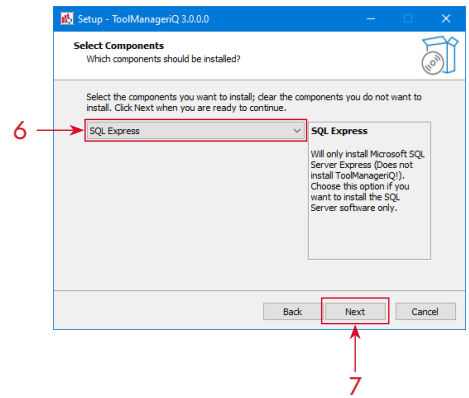 Setup - ToolManageriQ 3.0.0.0
Select Components
Which components should be installed?
Select the components you want to install; clear the components you do not want to
install. Click Next when you are ready to continue.
6
SQL Express
SQL Express
Will only install Microsoft SQL
Server Express (Does not
install ToolManageriQ!).
Choose this option if you
want to install the SQL
Server software only.
Back
Next
Cancel
7